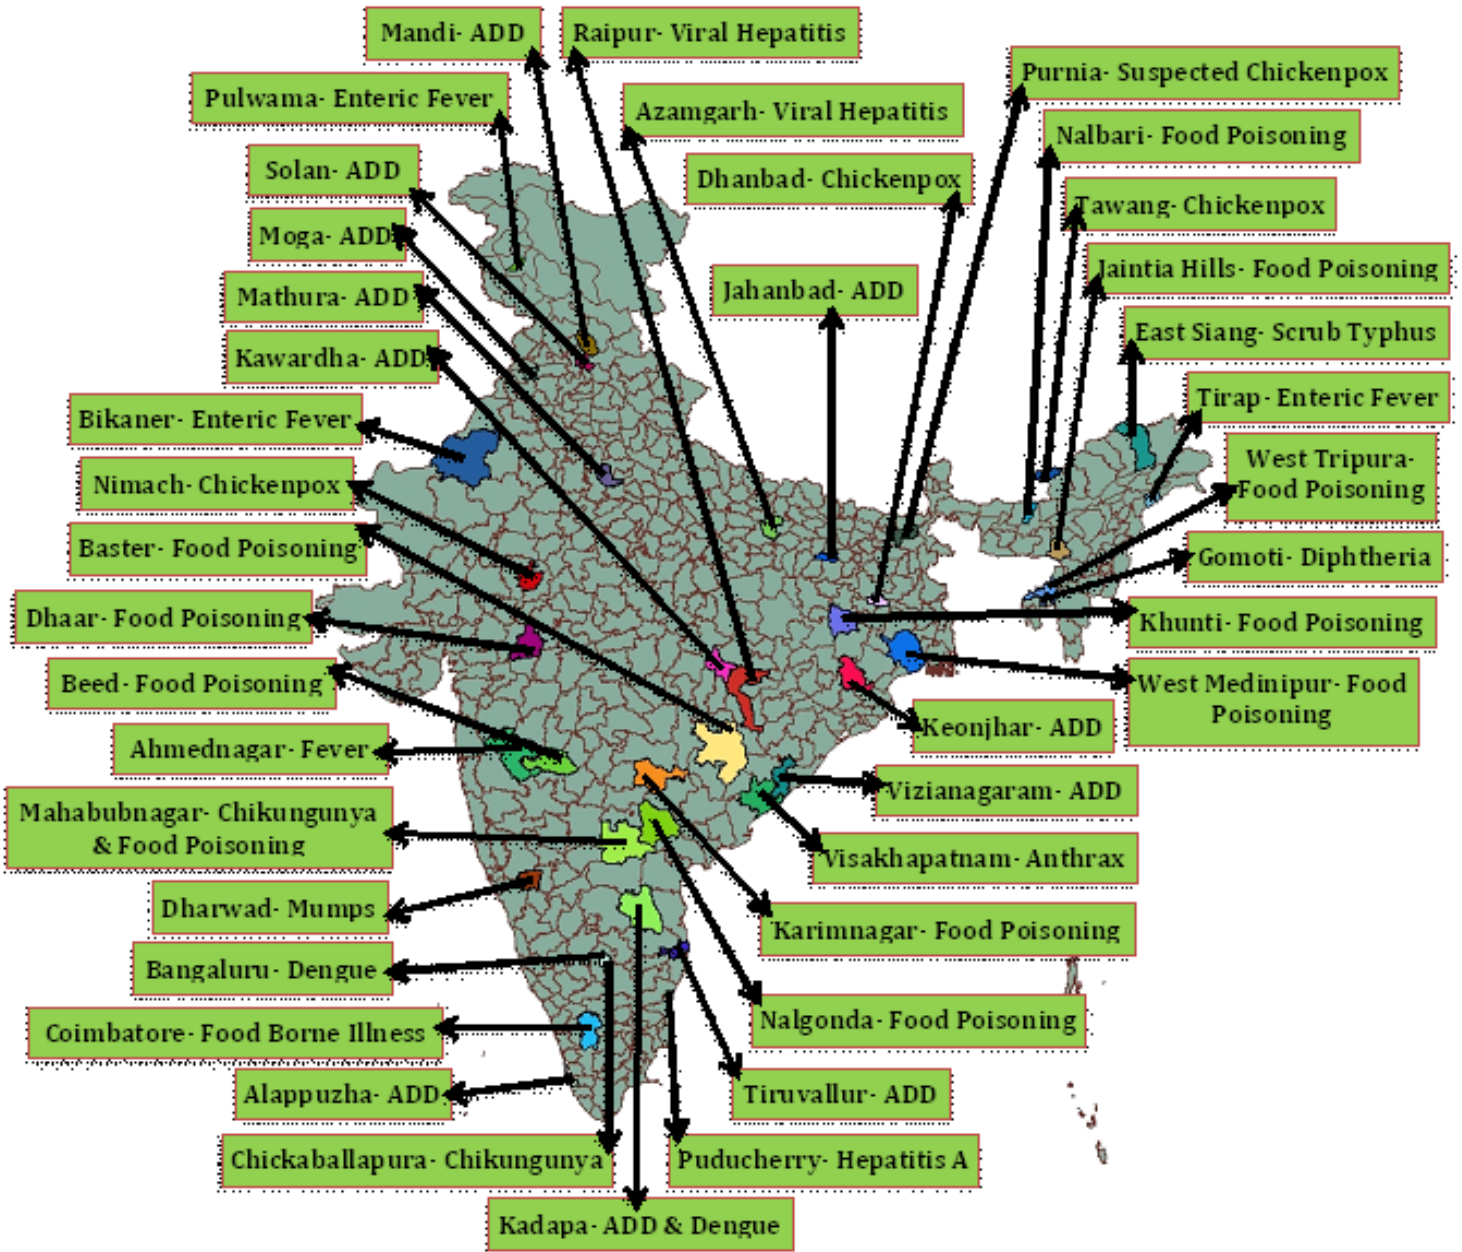 Mandi- ADD
Raipur- Viral Hepatitis
Purnia- Suspected Chickenpox
Pulwama- Enteric Fever
Azamgarh- Viral Hepatitis
Nalbari- Food Poisoning
Solan- ADD
Dhanbad- Chickenpox
Tawang- Chickenpox
Moga- ADD
Jaintia Hills- Food Poisoning
Mathura- ADD
Jahanbad- ADD
East Siang- Scrub Typhus
Kawardha- ADD
Tirap- Enteric Fever
Bikaner- Enteric Fever
West Tripura-
Food Poisoning
Nimach- Chickenpox
Baster- Food Poisoning
Gomoti- Diphtheria
Dhaar- Food Poisoning
Khunti- Food Poisoning
Beed- Food Poisoning
West Medinipur- Food
Poisoning
Keonjhar- ADD
Ahmednagar- Fever
Vizianagaram- ADD
Mahabubnagar- Chikungunya
& Food Poisoning
Visakhapatnam- Anthrax
Dharwad- Mumps
Karimnagar- Food Poisoning
Bangaluru- Dengue
Nalgonda- Food Poisoning
Coimbatore- Food Borne Illness
Alappuzha- ADD
Tiruvallur- ADD
Chickaballapura- Chikungunya
Puducherry- Hepatitis A
Kadapa- ADD & Dengue